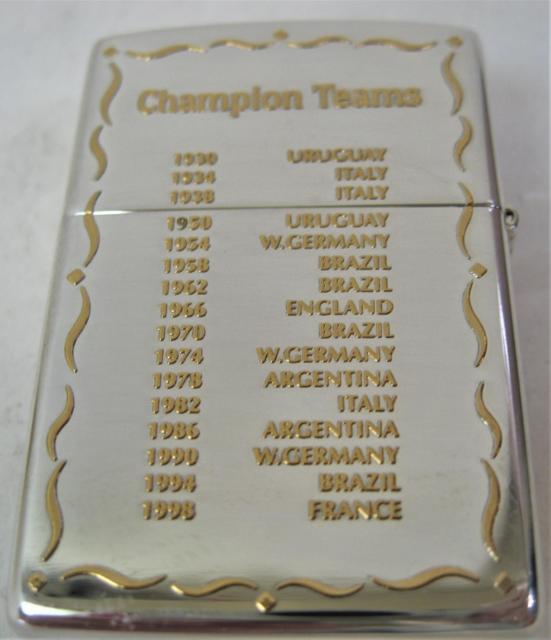 Champion Teams
1930 URUGUAY
1934 ITALY
1938 ITALY
1950 URUGUAY
1954 W.GERMANY
1958 BRAZIL
1962 BRAZIL
1966 ENGLAND
1970 BRAZIL
1974 W.GERMANY
1978 ARGENTINA
1982 ITALY
1986 ARGENTINA
1990 W.GERMANY
1994 BRAZIL
1998 FRANCE